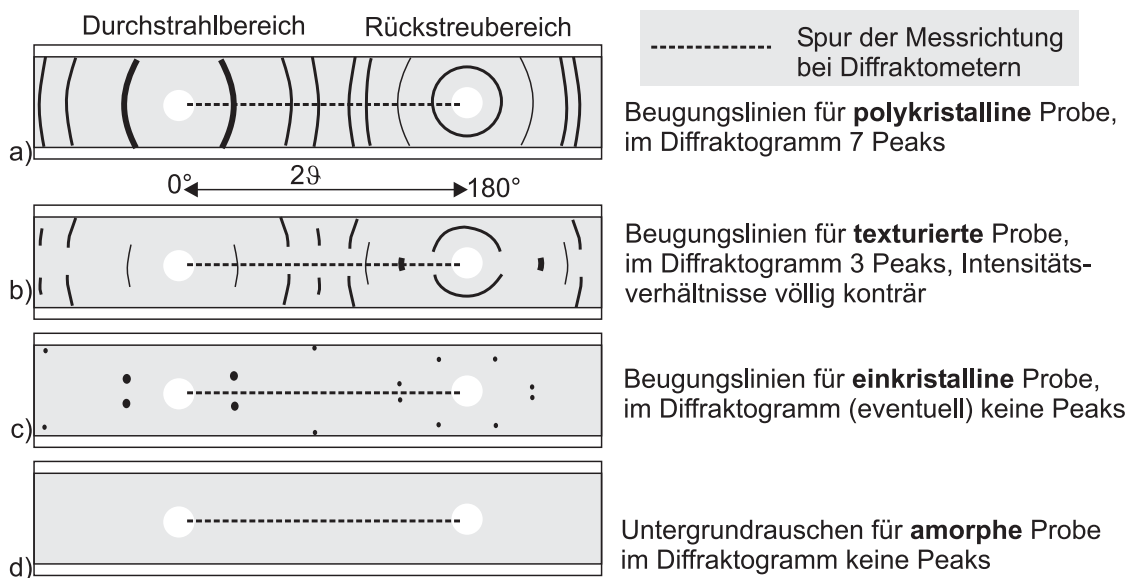 Durchstrahlbereich
Rückstreubereich
Spur der Messrichtung
bei Diffraktometern
a)
Beugungslinien für polykristalline Probe,
im Diffraktogramm 7 Peaks
0°
2ϑ
180°
b)
Beugungslinien für texturierte Probe,
im Diffraktogramm 3 Peaks, Intensitäts-
verhältnisse völlig konträr
c)
Beugungslinien für einkristalline Probe,
im Diffraktogramm (eventuell) keine Peaks
d)
Untergrundrauschen für amorphe Probe
im Diffraktogramm keine Peaks